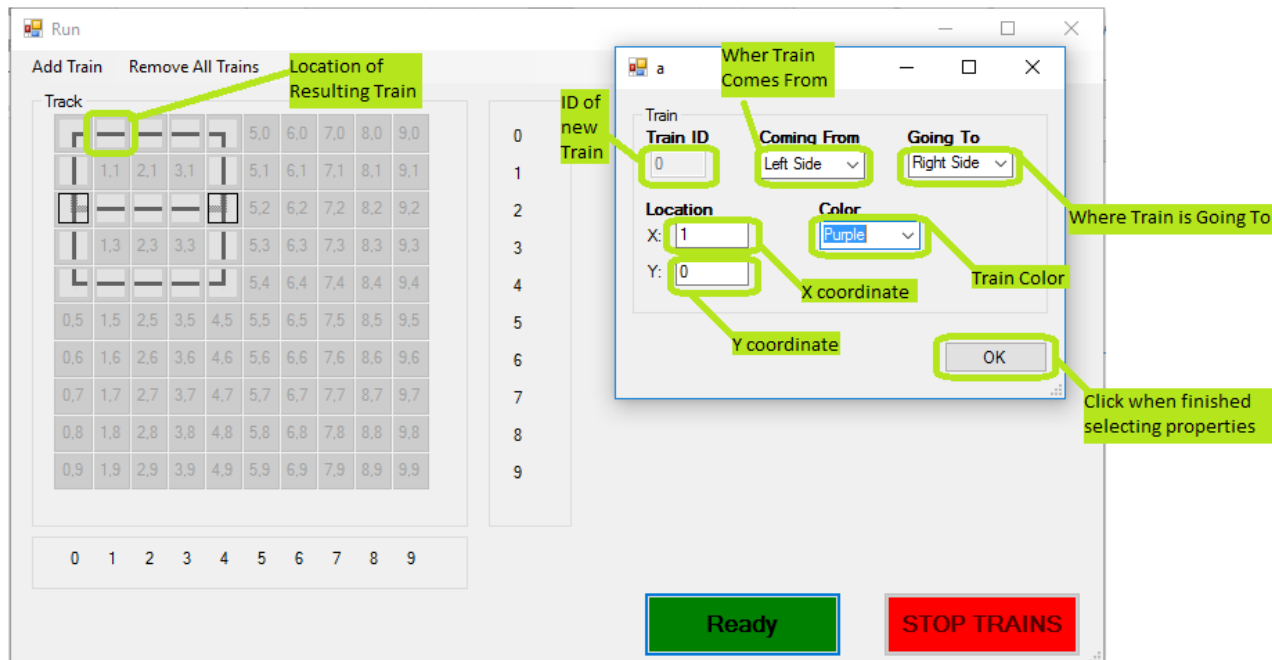 Run
Add Train Remove All Trains
Location of
Resulting Train
Track
5,0 6,0 7,0 8,0 9,0
1,1 2,1 3,1 5,1 6,1 7,1 8,1 9,1
5,2 6,2 7,2 8,2 9,2
1,3 2,3 3,3 5,3 6,3 7,3 8,3 9,3
5,4 6,4 7,4 8,4 9,4
0,5 1,5 2,5 3,5 4,5 5,5 6,5 7,5 8,5 9,5
0,6 1,6 2,6 3,6 4,6 5,6 6,6 7,6 8,6 9,6
0,7 1,7 2,7 3,7 4,7 5,7 6,7 7,7 8,7 9,7
0,8 1,8 2,8 3,8 4,8 5,8 6,8 7,8 8,8 9,8
0,9 1,9 2,9 3,9 4,9 5,9 6,9 7,9 8,9 9,9
0
1
2
3
4
5
6
7
8
9
0 1 2 3 4 5 6 7 8 9
ID of
new
Train
a
Wher Train
Comes From
Train
Train ID Coming From Going To
0 Left Side Right Side
Location Color
X: 1 Purple
Y: 0
Where Train is Going To
Train Color
X coordinate
Y coordinate
OK
Click when finished
selecting properties
Ready STOP TRAINS